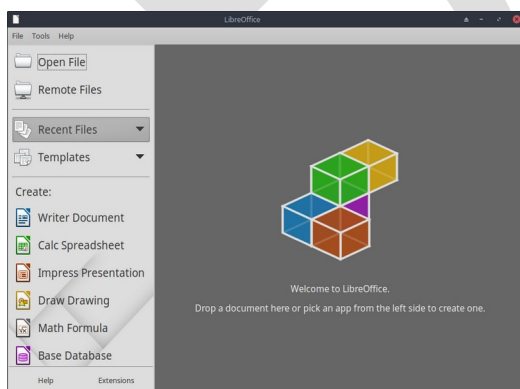 LibreOffice
File Tools Help
Open File
Remote Files
Recent Files
Templates
Create:
Writer Document
Calc Spreadsheet
Impress Presentation
Draw Drawing
Math Formula
Base Database
Help Extensions
Welcome to LibreOffice.
Drop a document here or pick an app from the left side to create one.